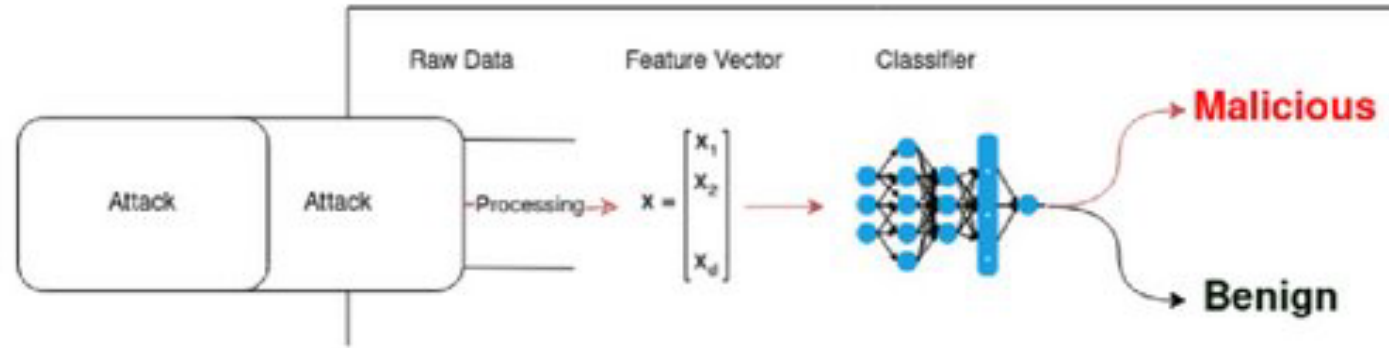 Raw Data
Feature Vector
Classifier
Malicious
Attack
Attack
Processing
x =
x1
x2
xd
Benign